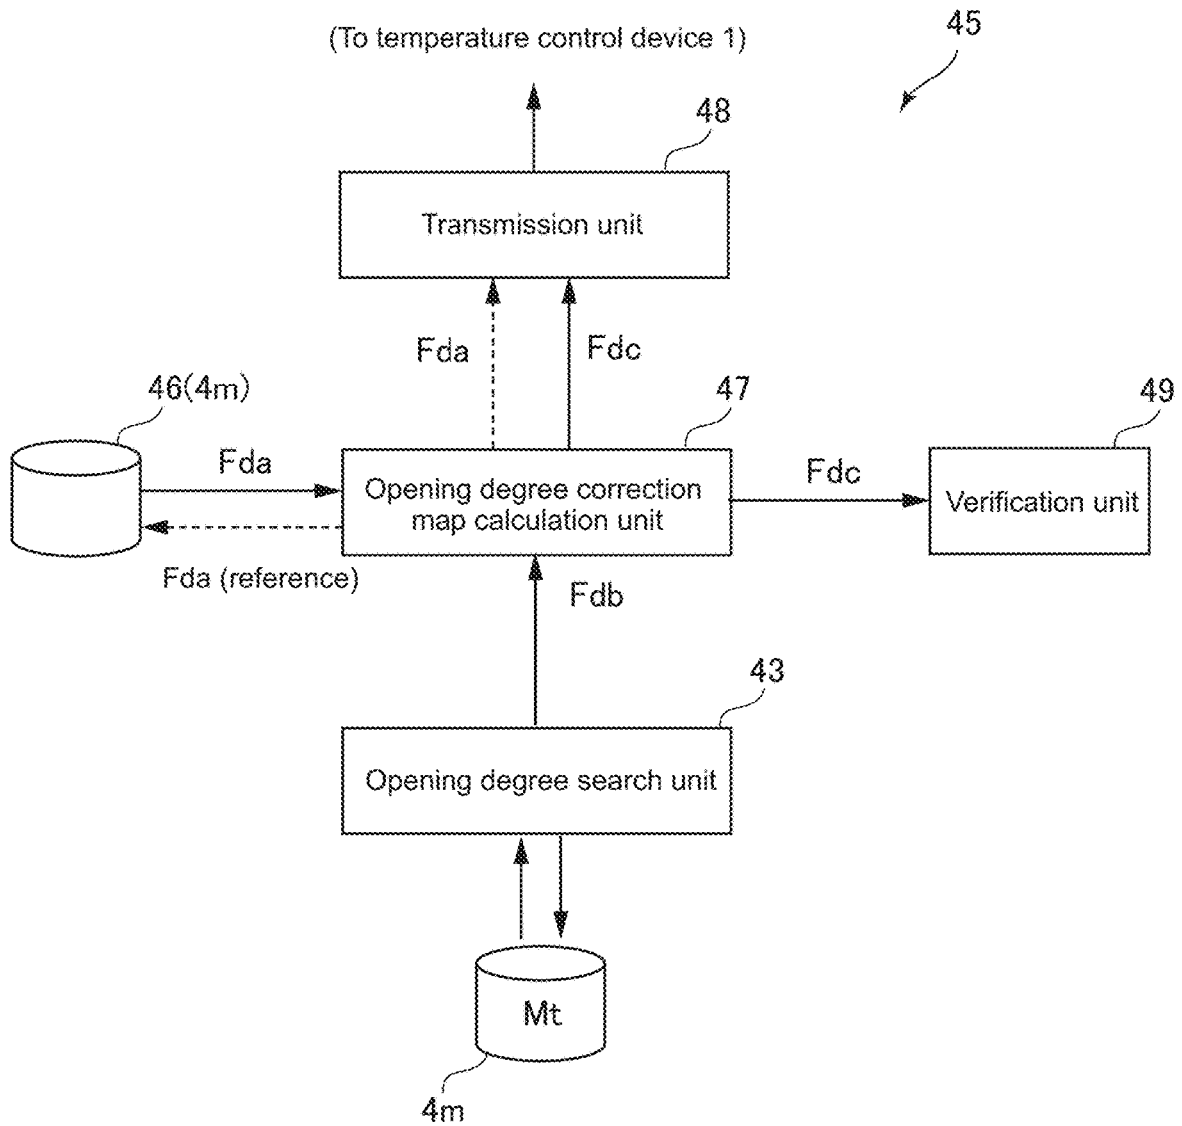 (To temperature control device 1)
45
48
Transmission unit
Fda
Fdc
46(4m)
47
49
Fda
Opening degree correction
map calculation unit
Fdc
Verification unit
Fda (reference)
Fdb
43
Opening degree search unit
Mt
4m